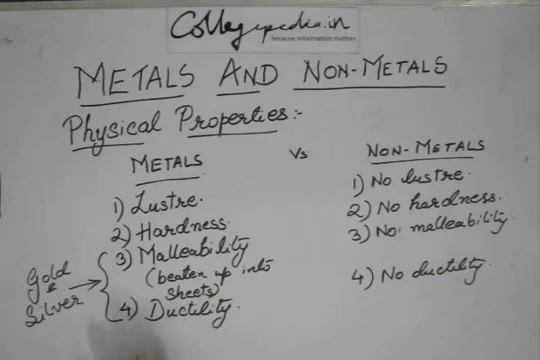 Collegepedia.in
because information matters
METALS AND NON-METALS
Physical Properties:-
METALS Vs NON-METALS
1) Lustre.
2) Hardness.
3) Malleability
(beaten up into
sheets)
4) Ductility.
Gold
&
Silver
1) No lustre.
2) No hardness.
3) No malleability.
4) No ductility.